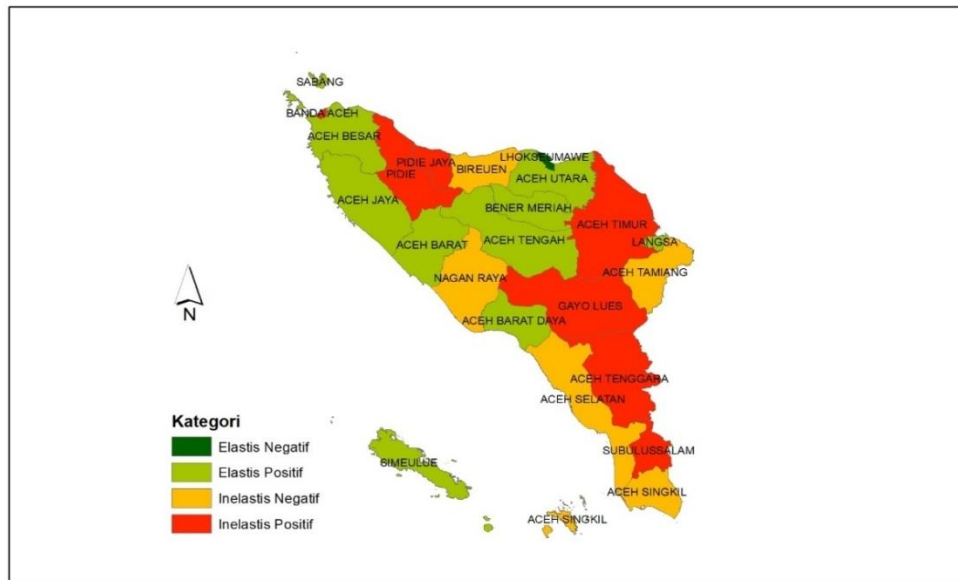 SABANG
BANDA ACEH
ACEH BESAR
PIDIE JAYA
PIDIE
BIREUEN
LHOKSEUMAWE
ACEH UTARA
ACEH JAYA
BENER MERIAH
ACEH TIMUR
ACEH BARAT
ACEH TENGAH
LANGSA
NAGAN RAYA
ACEH TAMIANG
GAYO LUES
ACEH BARAT DAYA
ACEH TENGGARA
ACEH SELATAN
SUBULUSSALAM
SIMEULUE
ACEH SINGKIL
ACEH SINGKIL
N
Kategori
Elastis Negatif
Elastis Positif
Inelastis Negatif
Inelastis Positif